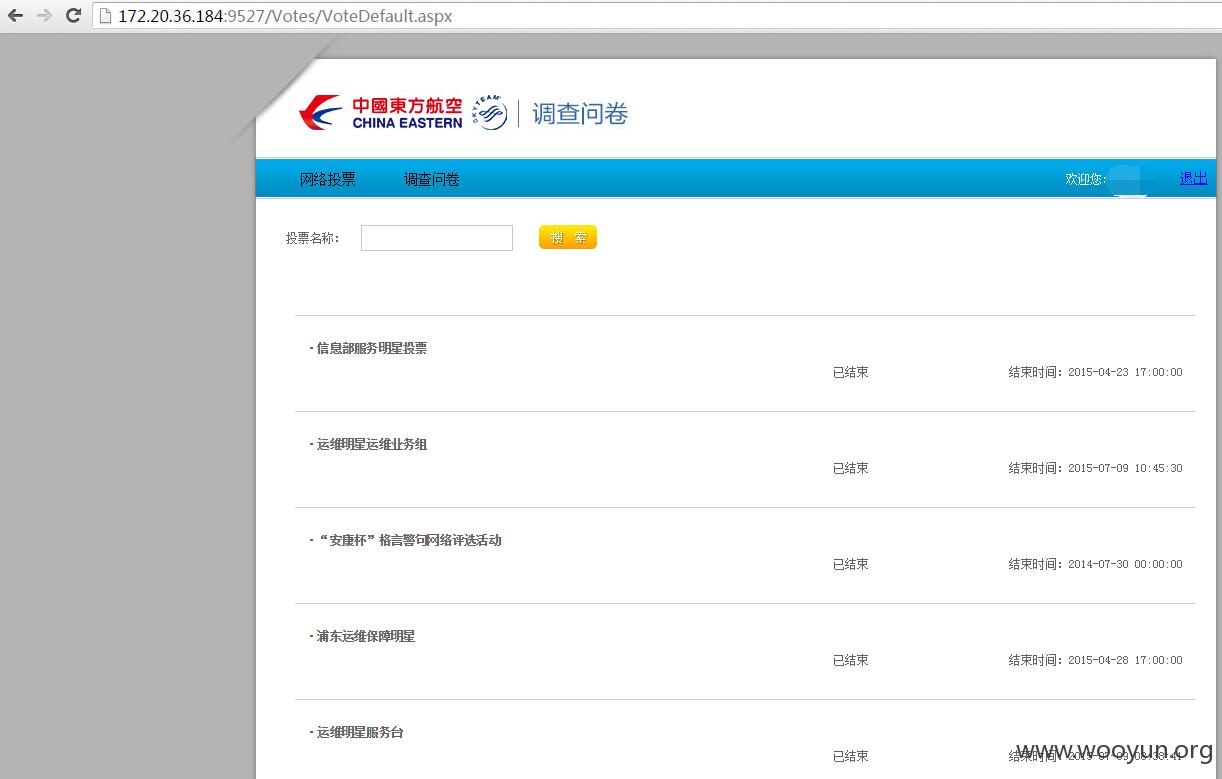 172.20.36.184:9527/Votes/VoteDefault.aspx
中國東方航空
CHINA EASTERN
SKYTEAM
调查问卷
网络投票 调查问卷 欢迎您: 退出
投票名称： 搜 索
- 信息部服务明星投票
已结束 结束时间：2015-04-23 17:00:00
- 运维明星运维业务组
已结束 结束时间：2015-07-09 10:45:30
- “安康杯”格言警句网络评选活动
已结束 结束时间：2014-07-30 00:00:00
- 浦东运维保障明星
已结束 结束时间：2015-04-28 17:00:00
- 运维明星服务台
已结束
www.wooyun.org